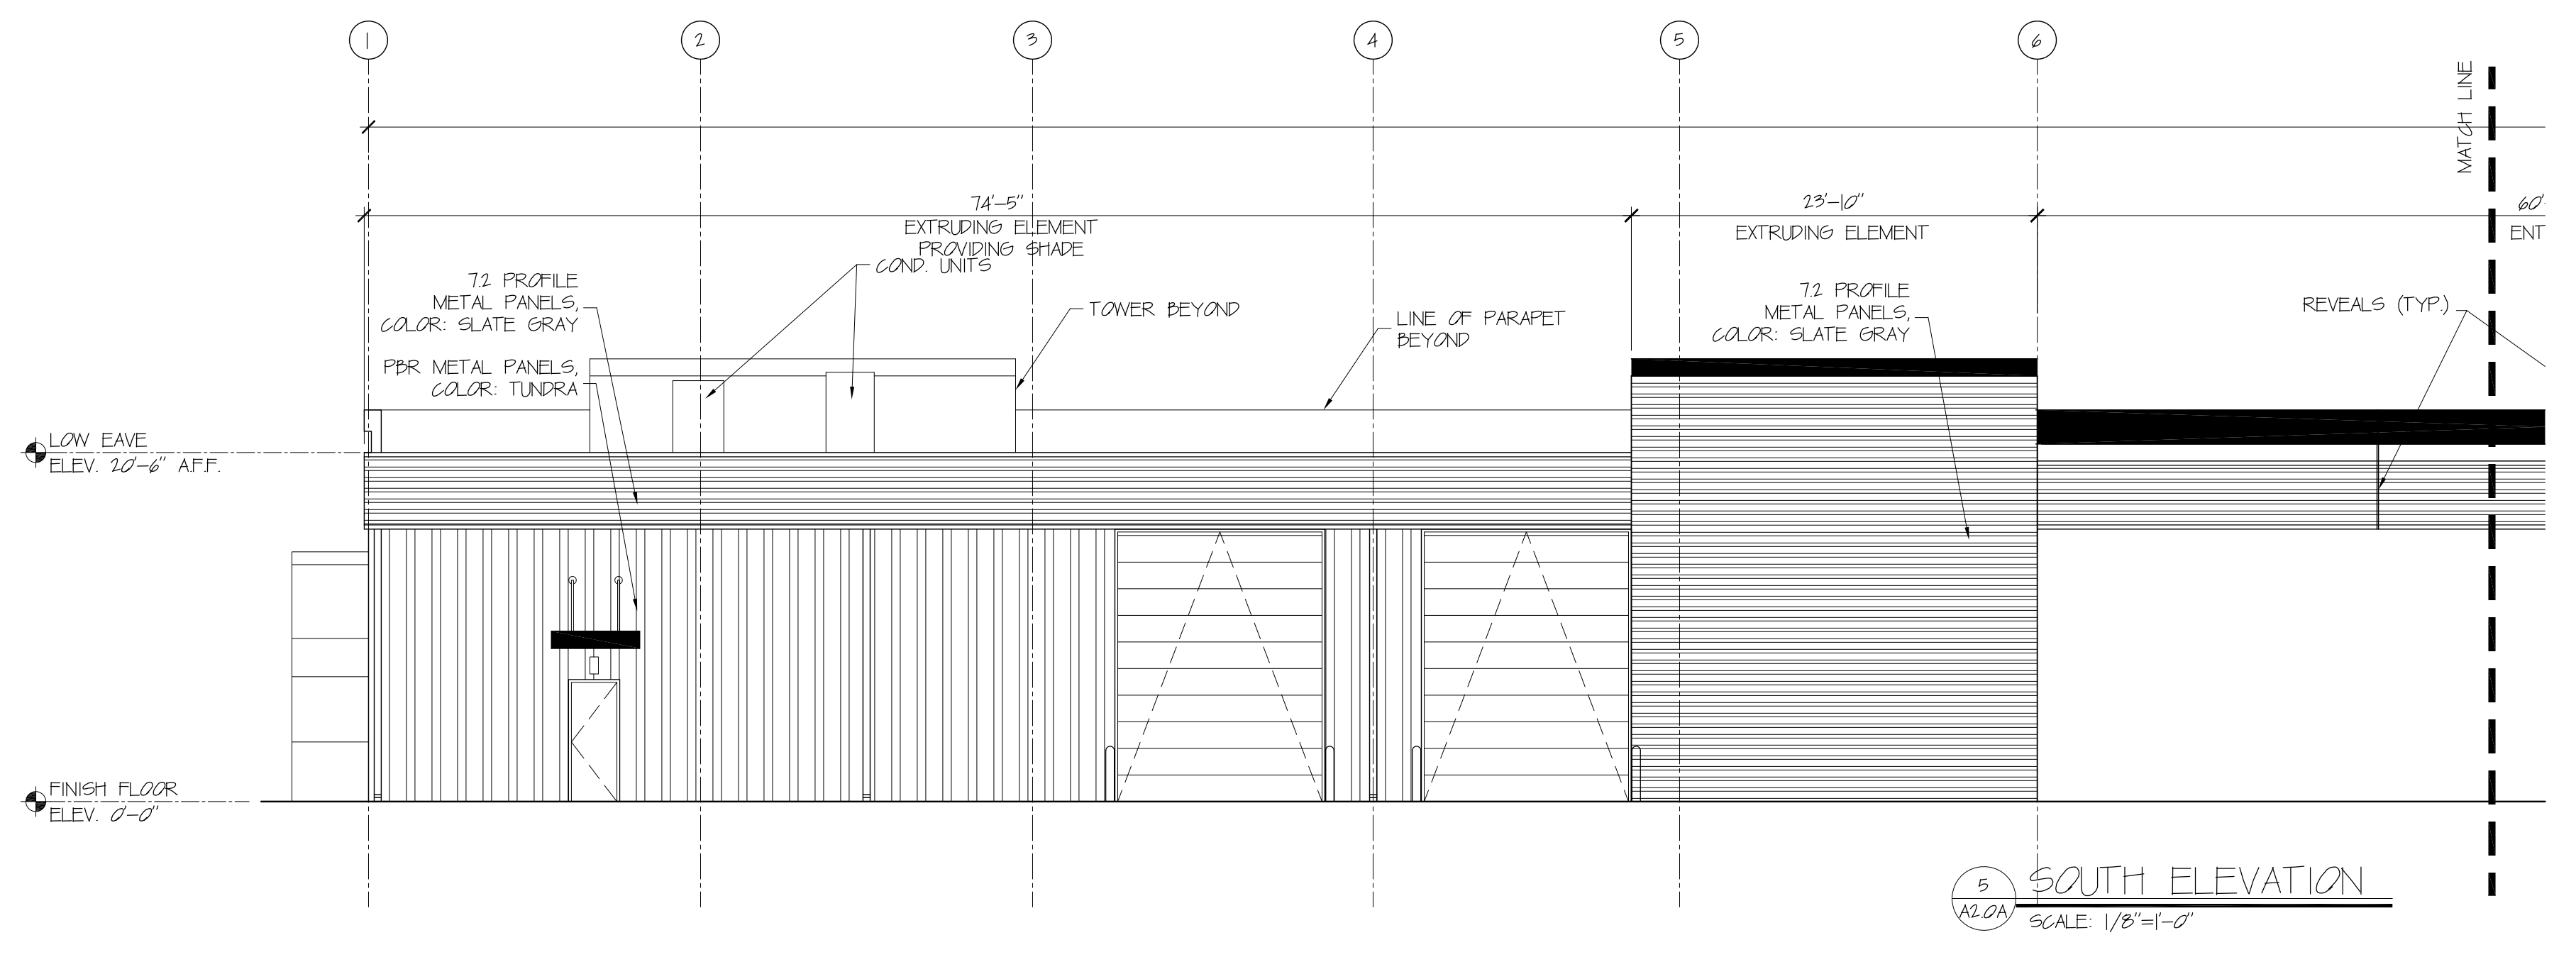 1
2
3
4
5
6
MATCH LINE
74'-5"
EXTRUDING ELEMENT
PROVIDING SHADE
23'-10"
EXTRUDING ELEMENT
60'-
ENT
COND. UNITS
7.2 PROFILE
METAL PANELS,
COLOR: SLATE GRAY
PBR METAL PANELS,
COLOR: TUNDRA
TOWER BEYOND
LINE OF PARAPET
BEYOND
7.2 PROFILE
METAL PANELS,
COLOR: SLATE GRAY
REVEALS (TYP.)
LOW EAVE
ELEV. 20'-6" A.F.F.
FINISH FLOOR
ELEV. 0'-0"
5
A2.0A
SOUTH ELEVATION
SCALE: 1/8"=1'-0"